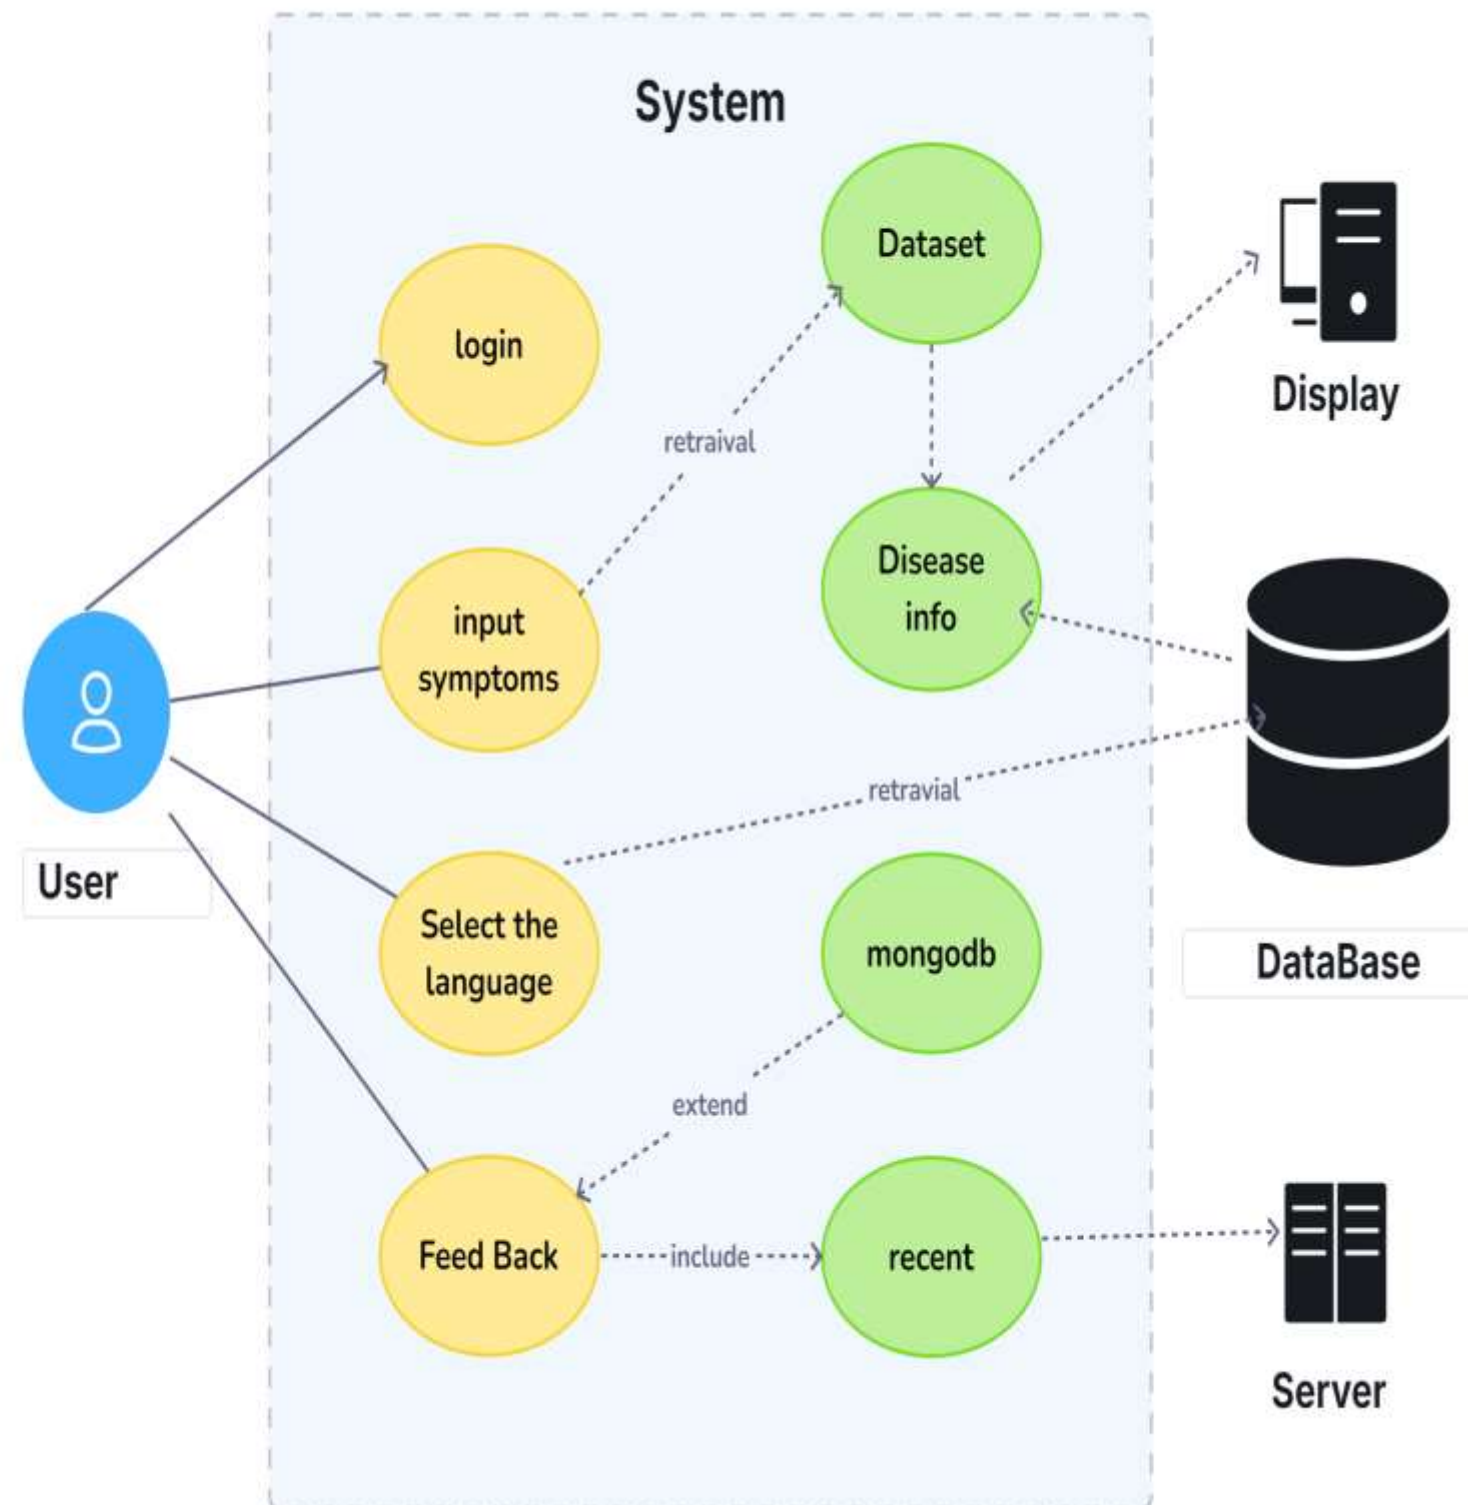 System
Dataset
login
Display
retraival
Disease
info
input
symptoms
retravial
User
Select the
language
mongodb
DataBase
extend
Feed Back
include
recent
Server